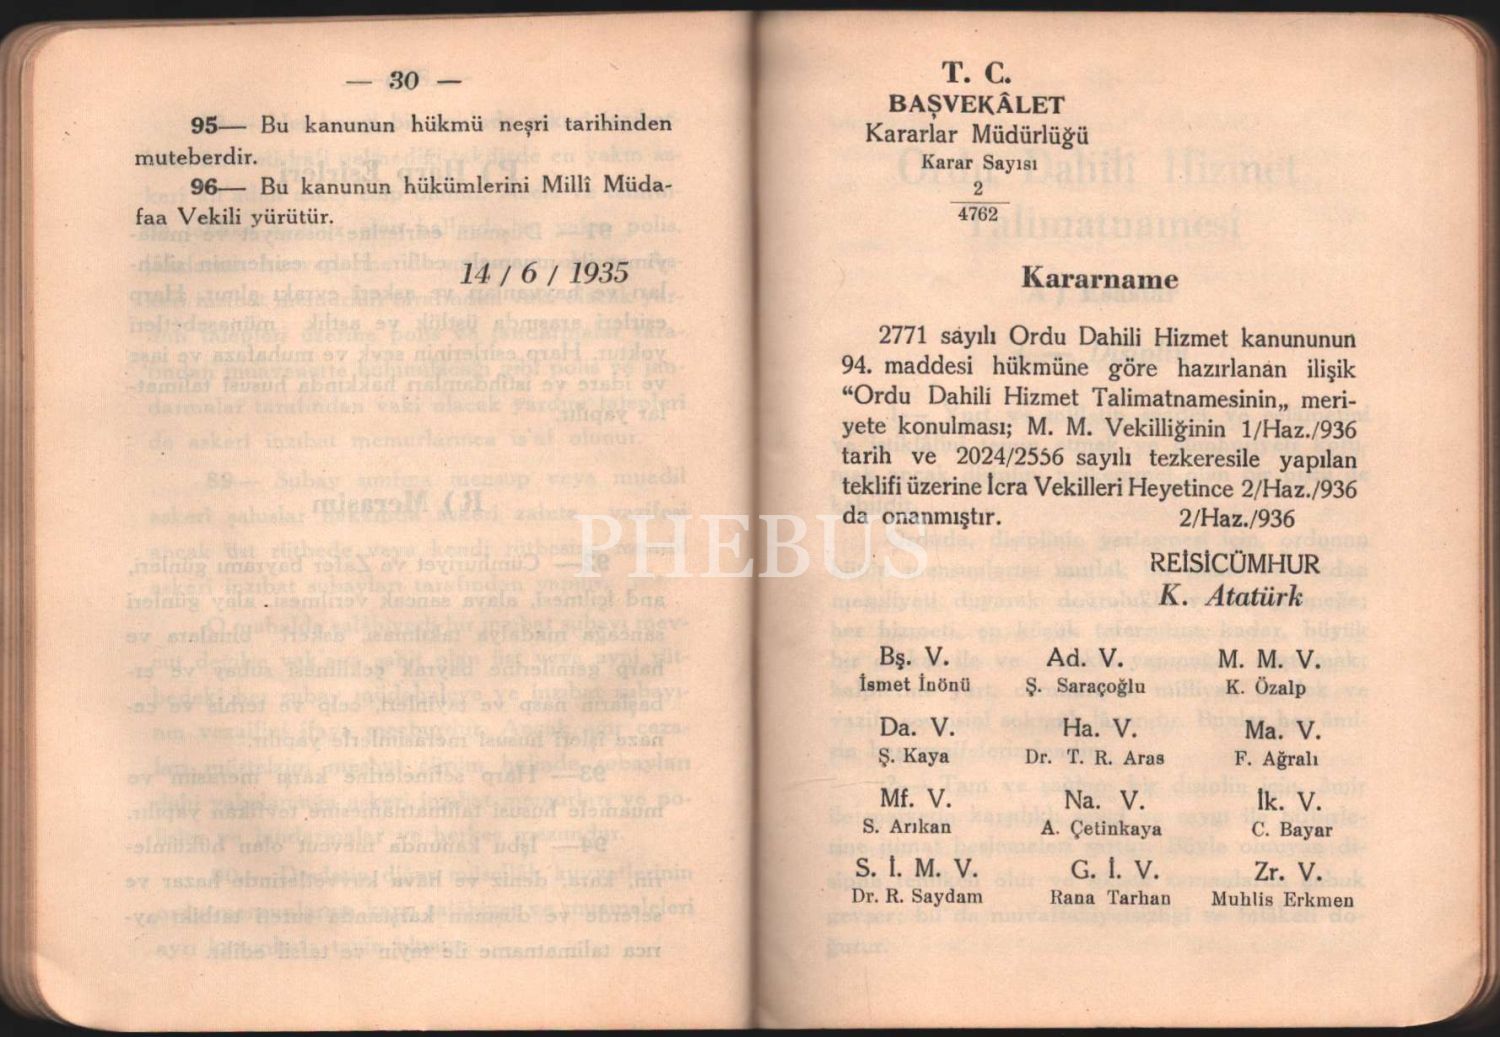 — 30 —
95— Bu kanunun hükmü neşri tarihinden
muteberdir.
96— Bu kanunun hükümlerini Millî Müda-
faa Vekili yürütür.
14 / 6 / 1935
T. C.
BAŞVEKÂLET
Kararlar Müdürlüğü
Karar Sayısı
2
4762
Kararname
2771 sayılı Ordu Dahili Hizmet kanununun
94. maddesi hükmüne göre hazırlanan ilişik
“Ordu Dahili Hizmet Talimatnamesinin„ meri-
yete konulması; M. M. Vekilliğinin 1/Haz./936
tarih ve 2024/2556 sayılı tezkeresile yapılan
teklifi üzerine İcra Vekilleri Heyetince 2/Haz./936
da onanmıştır. 2/Haz./936
PHEBUS
REİSİCÜMHUR
K. Atatürk
Bş. V. Ad. V. M. M. V.
İsmet İnönü Ş. Saraçoğlu K. Özalp
Da. V. Ha. V. Ma. V.
Ş. Kaya Dr. T. R. Aras F. Ağralı
Mf. V. Na. V. İk. V.
S. Arıkan A. Çetinkaya C. Bayar
S. İ. M. V. G. İ. V. Zr. V.
Dr. R. Saydam Rana Tarhan Muhlis Erkmen